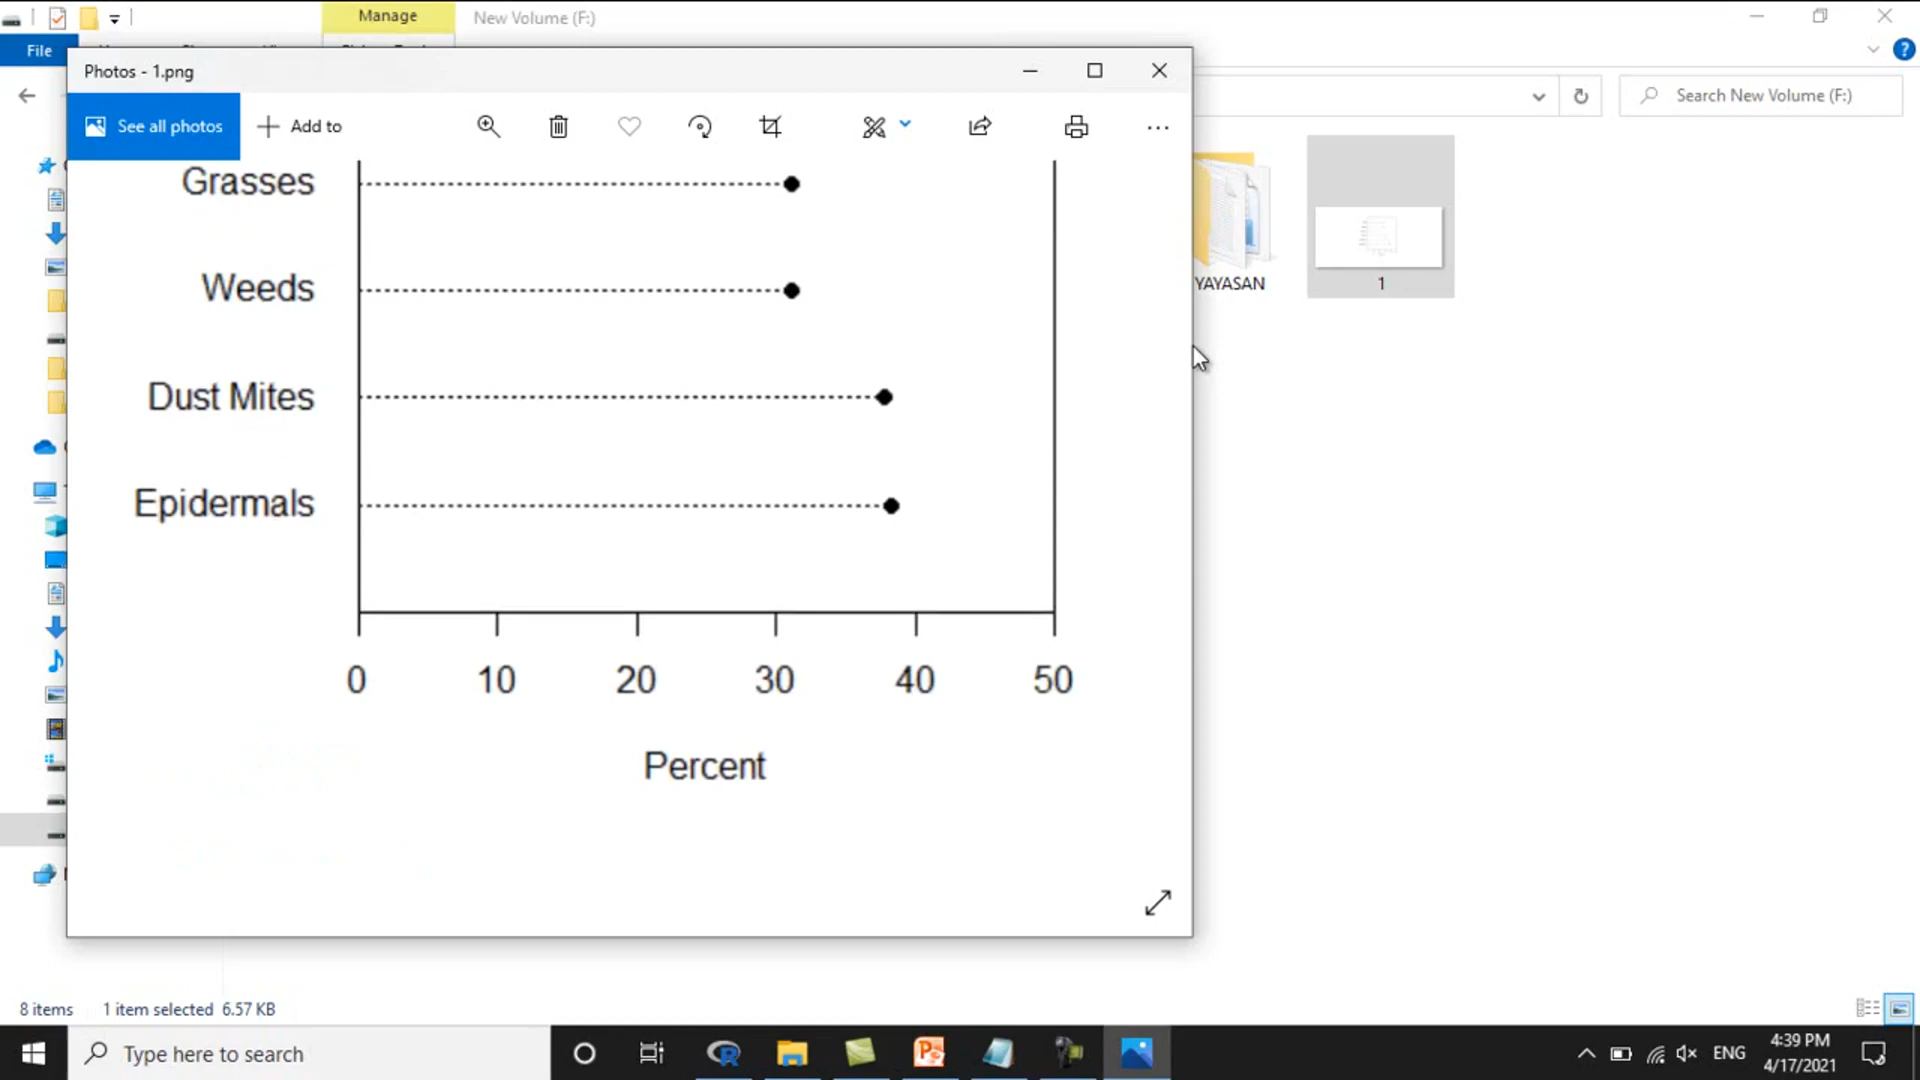 Manage
New Volume (F:)
File
Photos - 1.png
See all photos
Add to
Search New Volume (F:)
Grasses
Weeds
Dust Mites
Epidermals
0 10 20 30 40 50
Percent
YAYASAN
1
8 items 1 item selected 6.57 KB
Type here to search
ENG
4:39 PM
4/17/2021